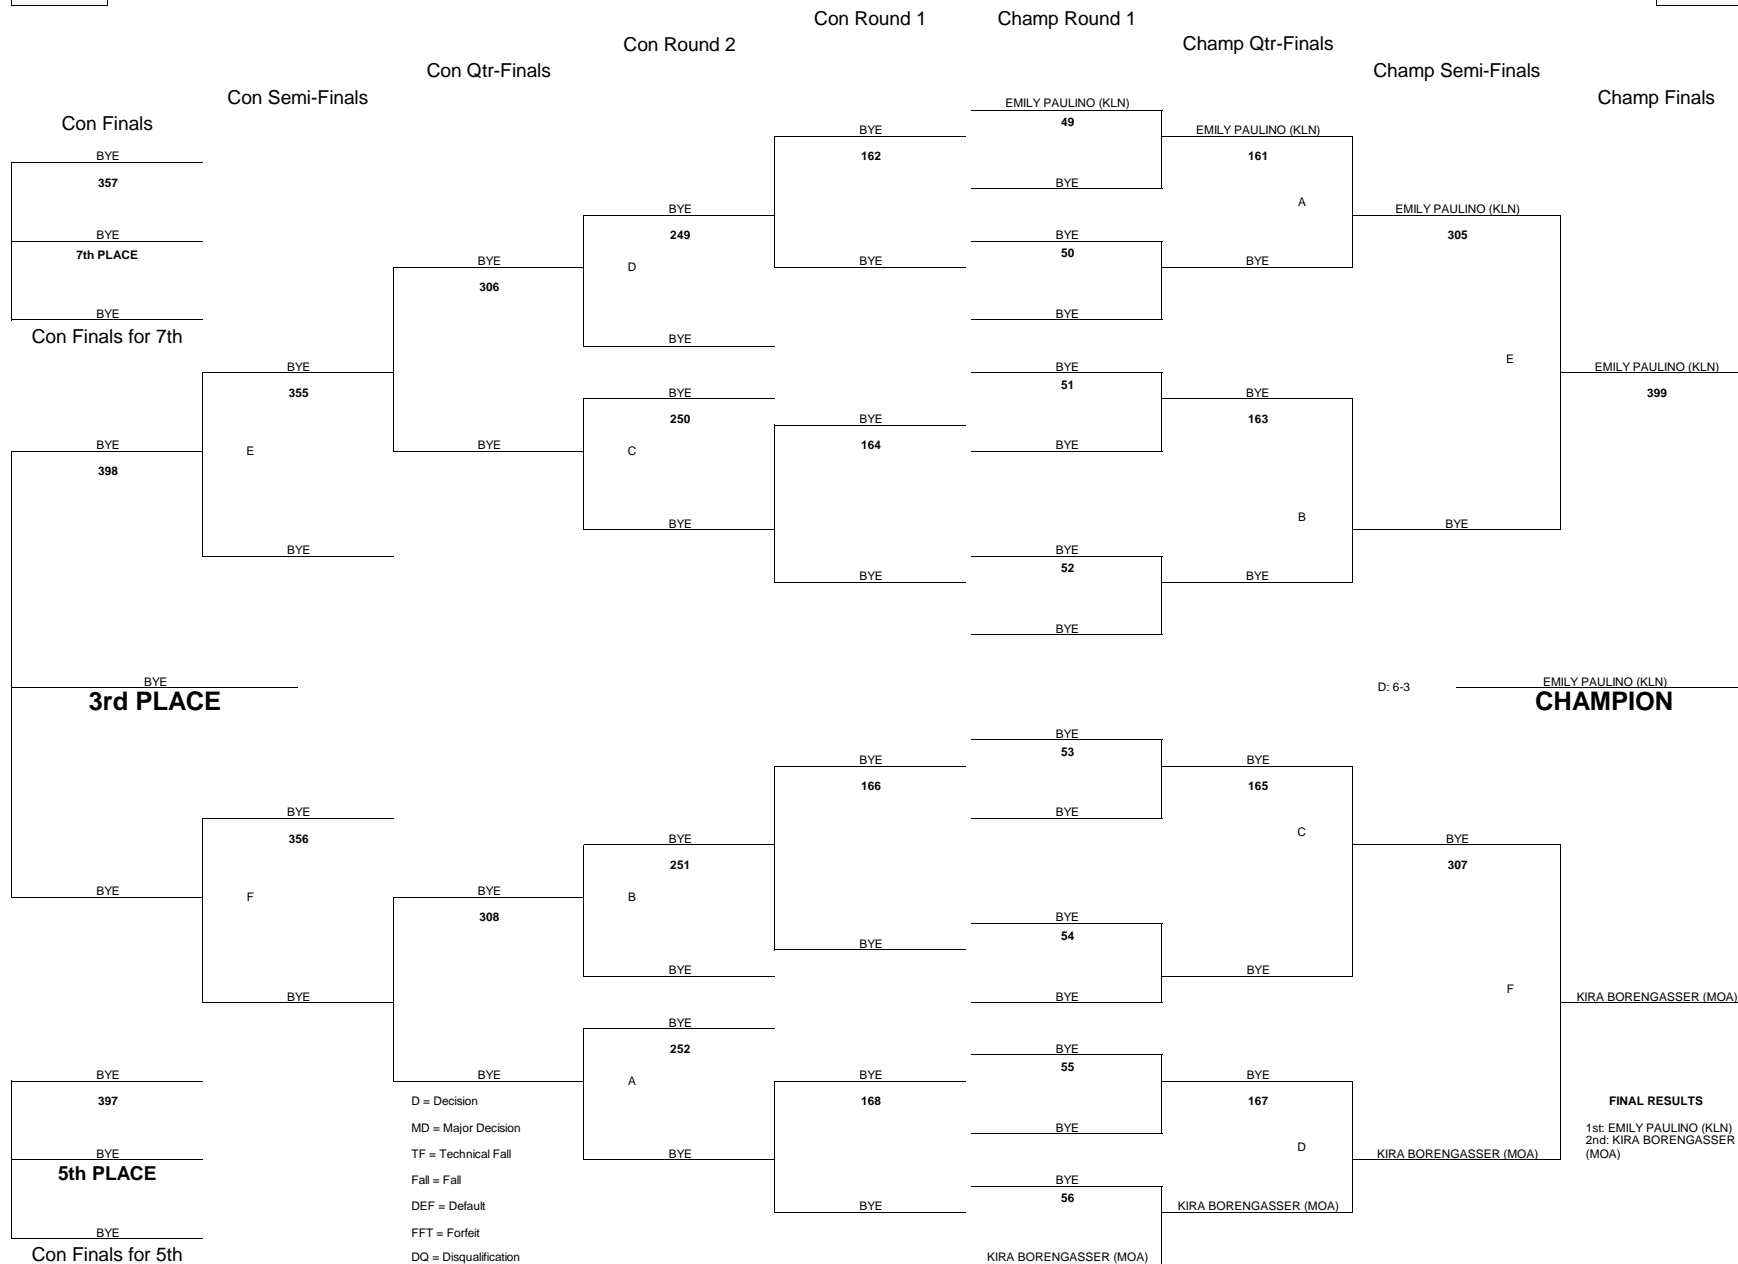 Con Round 1
Champ Round 1
Con Round 2
Champ Qtr-Finals
Con Qtr-Finals
Champ Semi-Finals
Con Semi-Finals
Champ Finals
Con Finals
EMILY PAULINO (KLN)
49
BYE
EMILY PAULINO (KLN)
BYE
162
161
BYE
357
BYE
A
BYE
EMILY PAULINO (KLN)
BYE
BYE
249
305
7th PLACE
50
BYE
D
BYE
BYE
306
BYE
BYE
Con Finals for 7th
BYE
E
BYE
BYE
EMILY PAULINO (KLN)
355
51
399
BYE
BYE
250
BYE
163
BYE
E
BYE
C
164
BYE
398
B
BYE
BYE
BYE
BYE
52
BYE
BYE
BYE
BYE
3rd PLACE
D: 6-3
EMILY PAULINO (KLN)
CHAMPION
BYE
53
BYE
BYE
166
165
BYE
BYE
356
C
BYE
BYE
251
307
BYE
F
BYE
B
308
BYE
54
BYE
BYE
BYE
BYE
BYE
F
KIRA BORENGASSER (MOA)
BYE
252
BYE
55
BYE
BYE
A
BYE
BYE
397
D = Decision
168
167
FINAL RESULTS
MD = Major Decision
BYE
1st: EMILY PAULINO (KLN)
2nd: KIRA BORENGASSER
(MOA)
BYE
TF = Technical Fall
BYE
D
KIRA BORENGASSER (MOA)
5th PLACE
Fall = Fall
BYE
56
DEF = Default
BYE
KIRA BORENGASSER (MOA)
BYE
FFT = Forfeit
Con Finals for 5th
DQ = Disqualification
KIRA BORENGASSER (MOA)